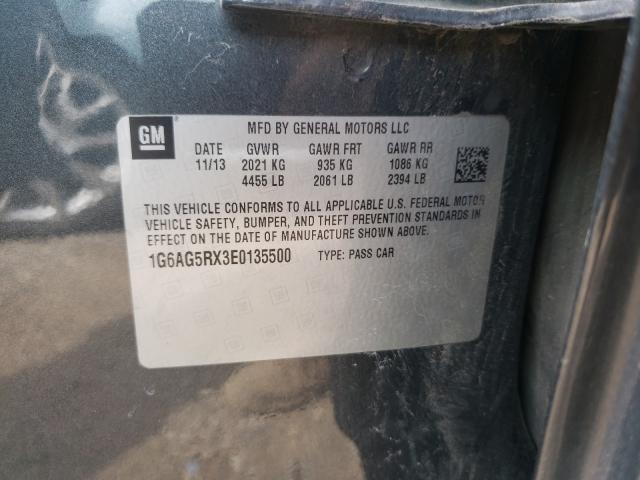 GM
MFD BY GENERAL MOTORS LLC
DATE GVWR GAWR FRT GAWR RR
11/13 2021 KG 935 KG 1086 KG
4455 LB 2061 LB 2394 LB
THIS VEHICLE CONFORMS TO ALL APPLICABLE U.S. FEDERAL MOTOR
VEHICLE SAFETY, BUMPER, AND THEFT PREVENTION STANDARDS IN
EFFECT ON THE DATE OF MANUFACTURE SHOWN ABOVE.
1G6AG5RX3E0135500 TYPE: PASS CAR